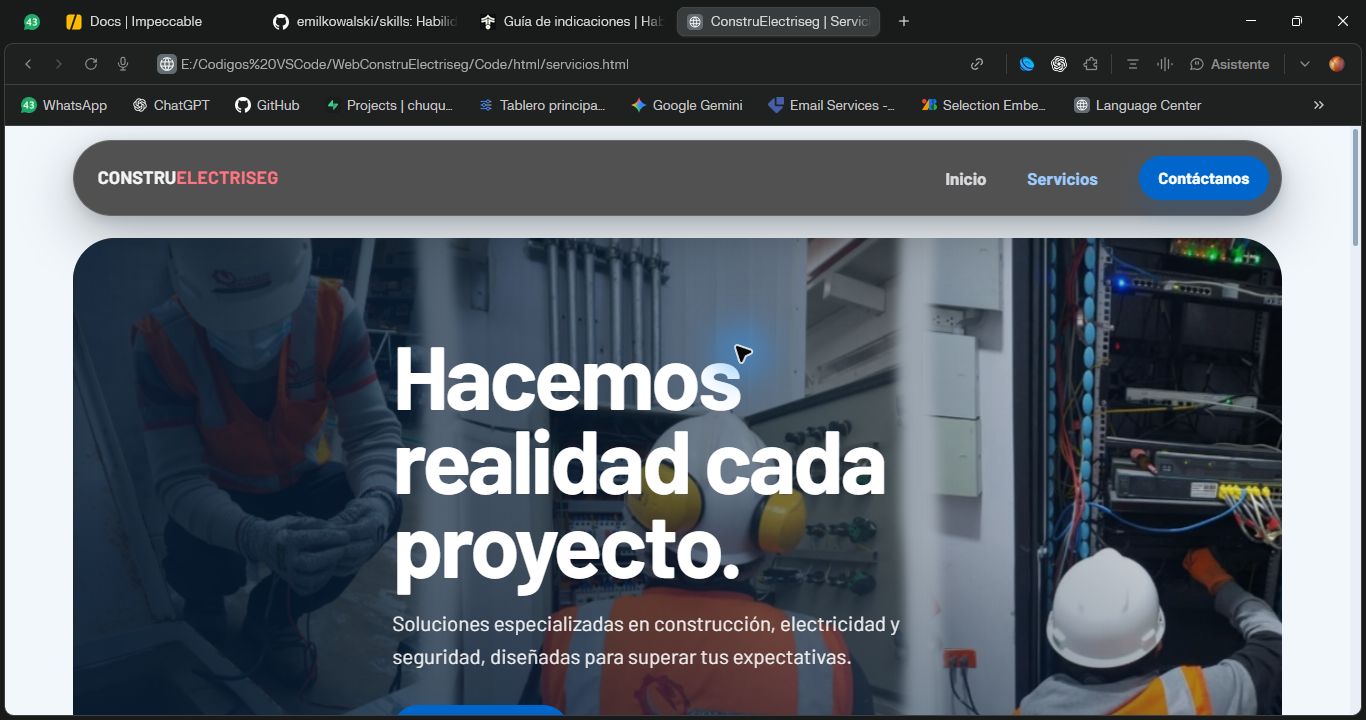 43
Docs | Impeccable
emilkowalski/skills: Habilid
Guía de indicaciones | Hab
ConstruElectriseg | Servic
E:/Codigos%20VSCode/WebConstruElectriseg/Code/html/servicios.html
Asistente
43 WhatsApp
ChatGPT
GitHub
Projects | chuqu...
Tablero principa...
Google Gemini
Email Services -...
Selection Embe...
Language Center
CONSTRUELECTRISEG
Inicio
Servicios
Contáctanos
Hacemos
realidad cada
proyecto.
Soluciones especializadas en construcción, electricidad y
seguridad, diseñadas para superar tus expectativas.